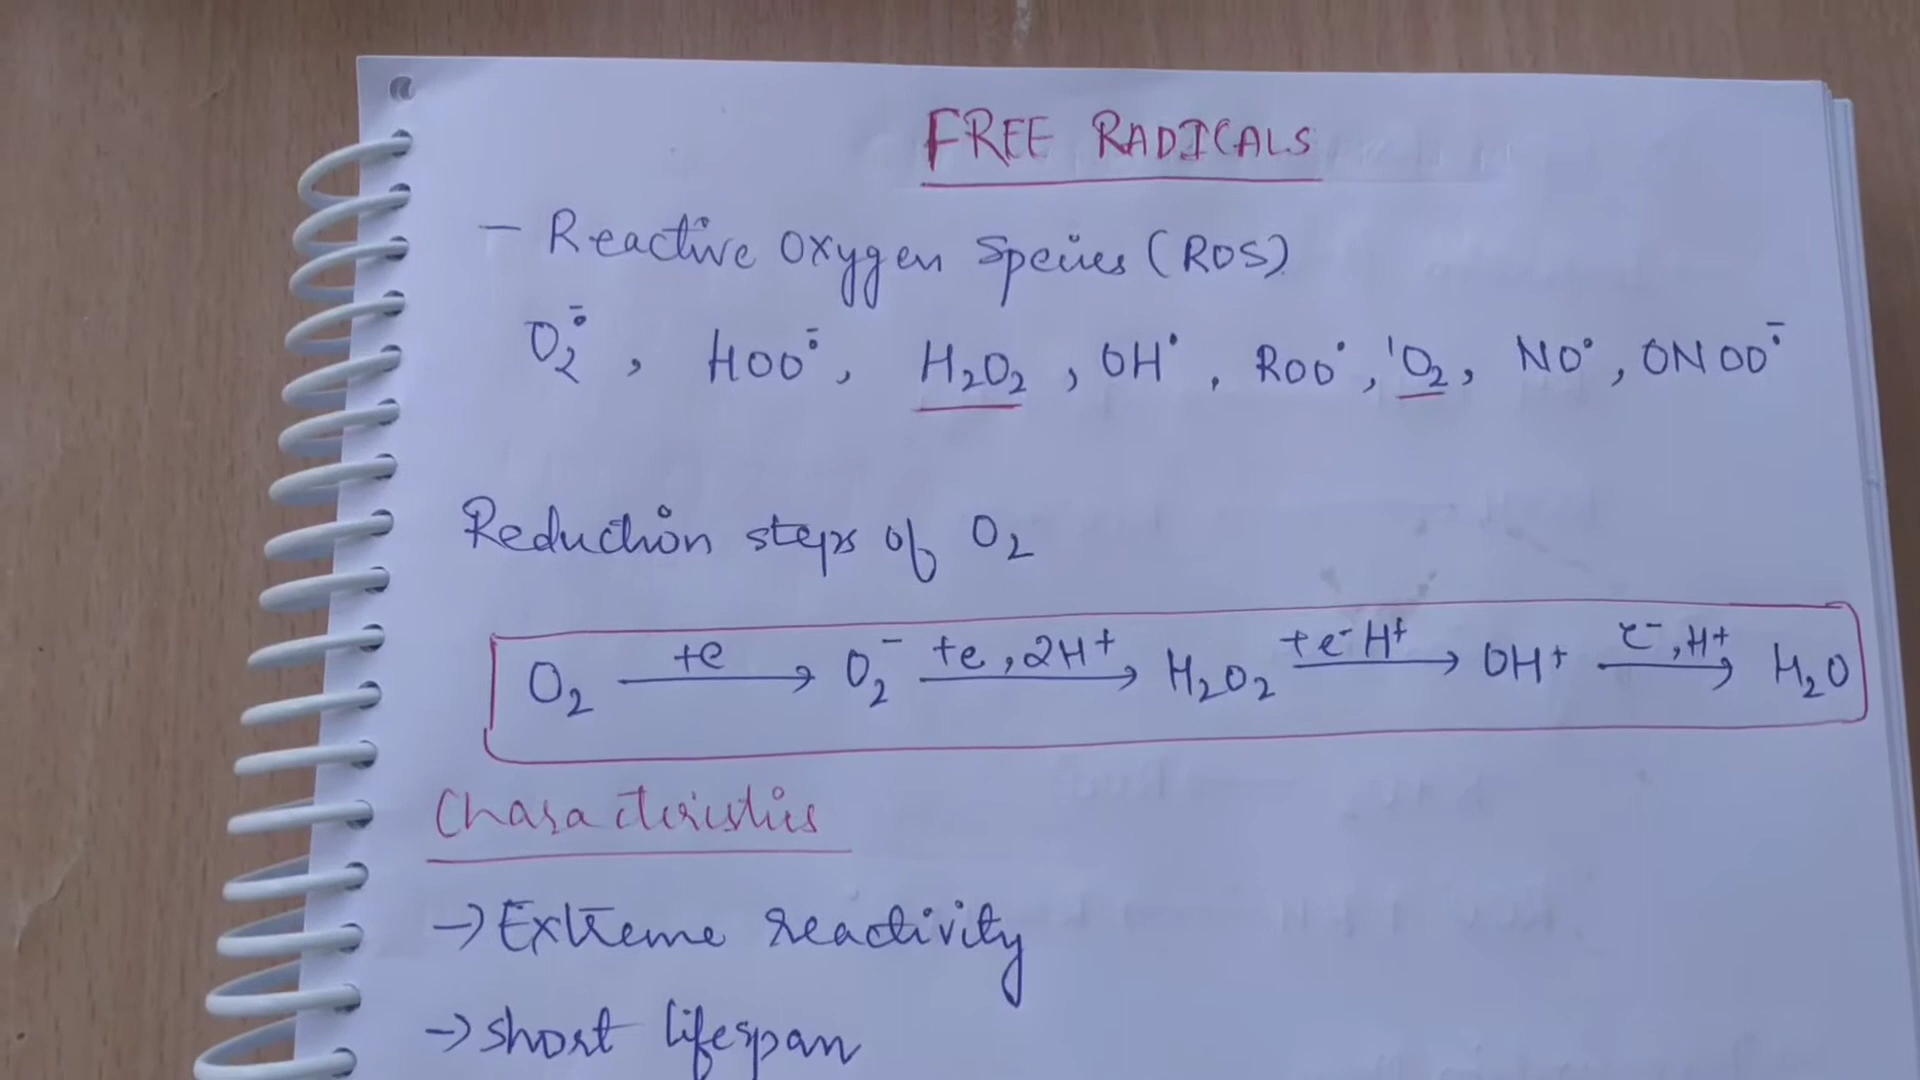 FREE RADICALS
- Reactive oxygen species (ROS)
O₂•̄, HOO•̄, H₂O₂, OH•, ROO•, ¹O₂, NO•, ONOO•̄
Reduction steps of O₂
O₂ —+e→ O₂⁻ —+e, 2H⁺→ H₂O₂ —+e⁻ H⁺→ OH+ —e⁻, H⁺→ H₂O
Characteristics
→ Extreme reactivity
→ short lifespan